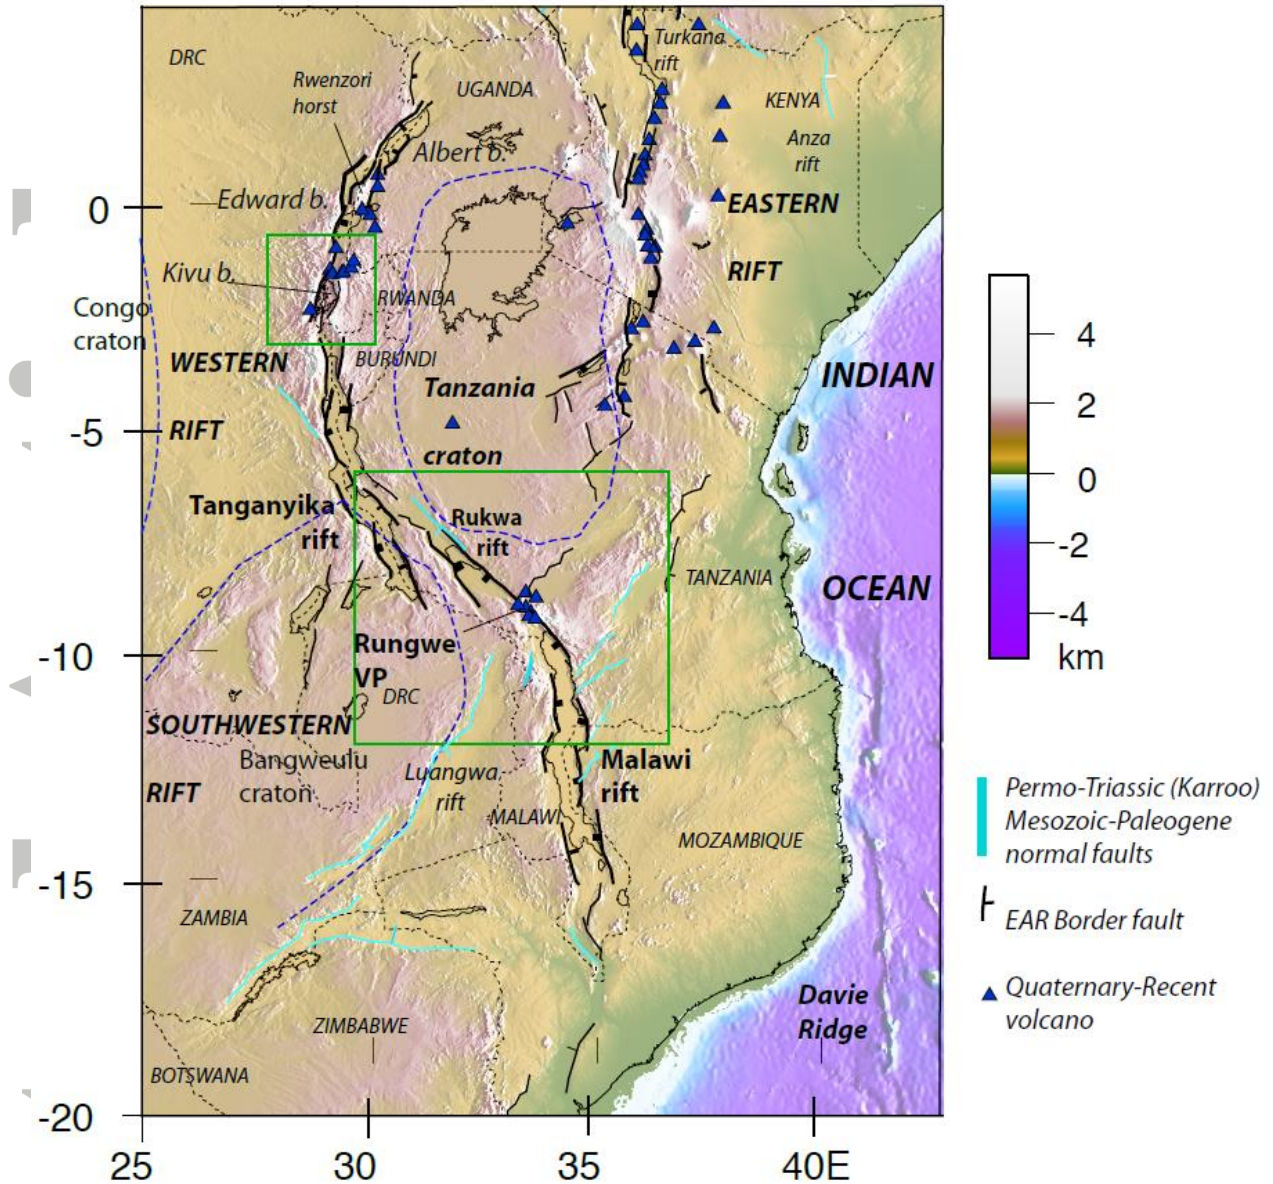 DRC
Rwenzori
horst
UGANDA
Turkana
rift
KENYA
Anza
rift
Albert b.
Edward b.
EASTERN
RIFT
Kivu b.
RWANDA
Congo
craton
WESTERN
RIFT
BURUNDI
Tanzania
craton
INDIAN
OCEAN
Tanganyika
rift
Rukwa
rift
TANZANIA
Rungwe
VP
DRC
SOUTHWESTERN
RIFT
Bangweulu
craton
Luangwa
rift
Malawi
rift
MALAWI
MOZAMBIQUE
ZAMBIA
ZIMBABWE
BOTSWANA
Davie
Ridge
0
-5
-10
-15
-20
25
30
35
40E
4
2
0
-2
-4
km
Permo-Triassic (Karroo)
Mesozoic-Paleogene
normal faults
EAR Border fault
Quaternary-Recent
volcano